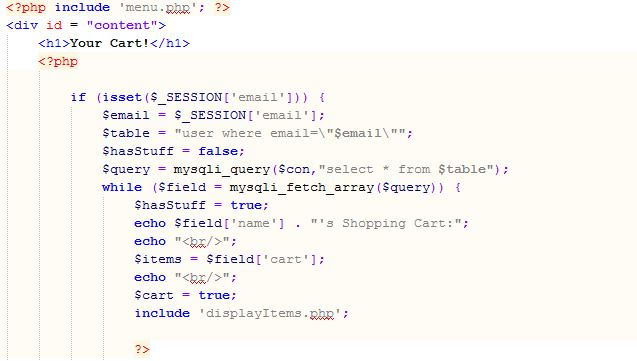 <?php include 'menu.php'; ?>
<div id = "content">
    <h1>Your Cart!</h1>
    <?php

        if (isset($_SESSION['email'])) {
            $email = $_SESSION['email'];
            $table = "user where email=\"$email\"";
            $hasStuff = false;
            $query = mysqli_query($con,"select * from $table");
            while ($field = mysqli_fetch_array($query)) {
                $hasStuff = true;
                echo $field['name'] . "'s Shopping Cart:";
                echo "<br/>";
                $items = $field['cart'];
                echo "<br/>";
                $cart = true;
                include 'displayItems.php';

                ?>